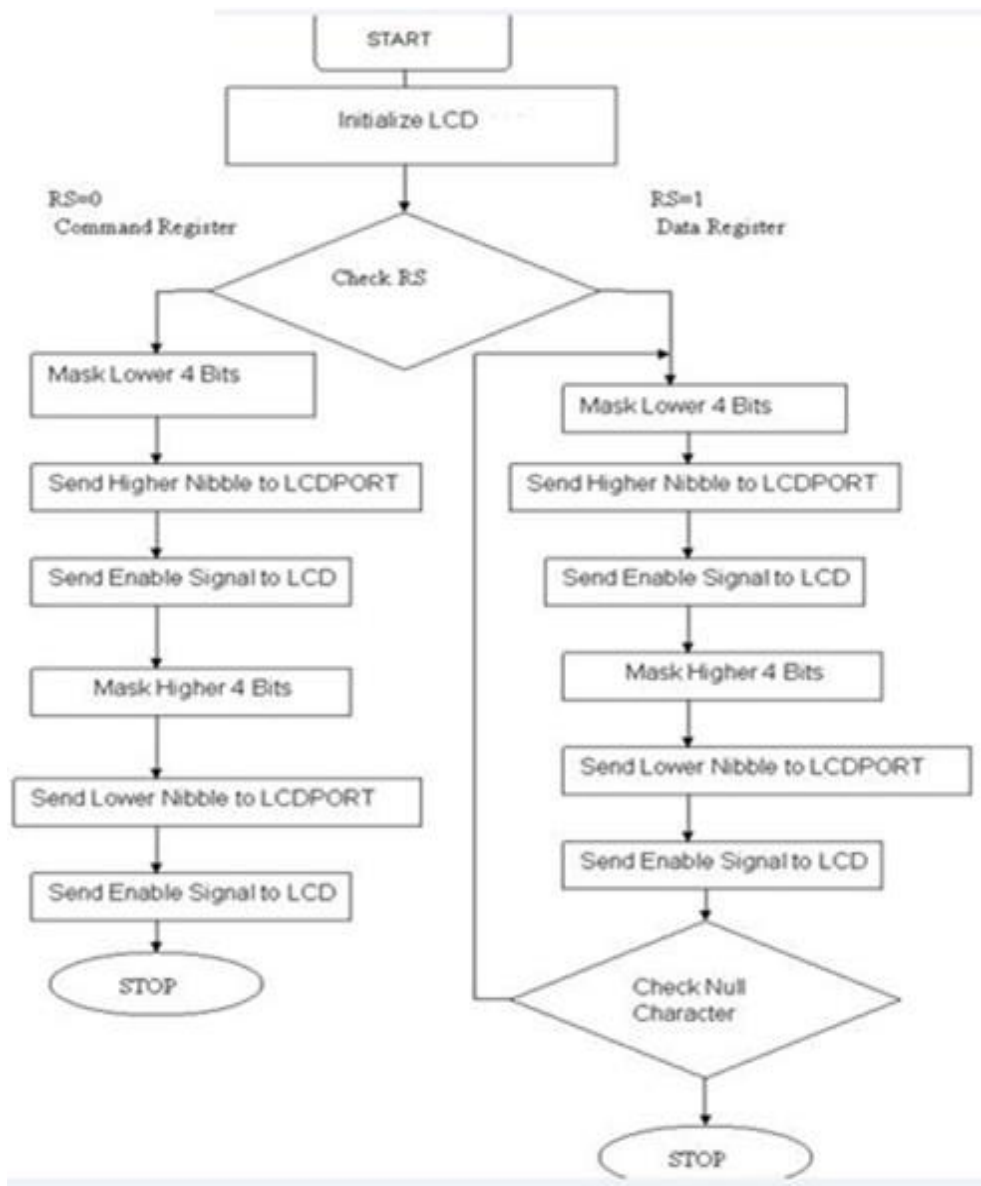 START
Initialize LCD
RS=0
Command Register
RS=1
Data Register
Check RS
Mask Lower 4 Bits
Send Higher Nibble to LCDPORT
Send Enable Signal to LCD
Mask Higher 4 Bits
Send Lower Nibble to LCDPORT
Send Enable Signal to LCD
STOP
Mask Lower 4 Bits
Send Higher Nibble to LCDPORT
Send Enable Signal to LCD
Mask Higher 4 Bits
Send Lower Nibble to LCDPORT
Send Enable Signal to LCD
Check Null
Character
STOP